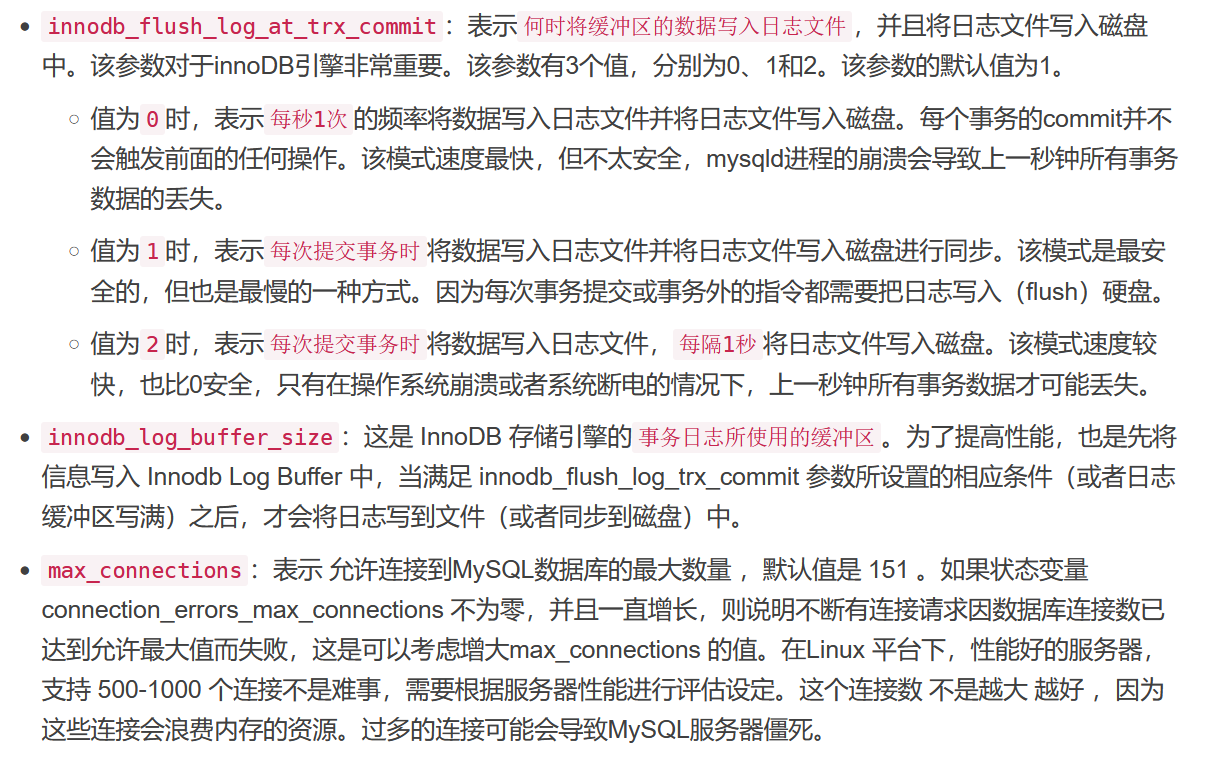 innodb_flush_log_at_trx_commit：表示何时将缓冲区的数据写入日志文件，并且将日志文件写入磁盘
中。该参数对于innoDB引擎非常重要。该参数有3个值，分别为0、1和2。该参数的默认值为1。
值为0时，表示每秒1次的频率将数据写入日志文件并将日志文件写入磁盘。每个事务的commit并不
会触发前面的任何操作。该模式速度最快，但不太安全，mysqld进程的崩溃会导致上一秒钟所有事务
数据的丢失。
值为1时，表示每次提交事务时将数据写入日志文件并将日志文件写入磁盘进行同步。该模式是最安
全的，但也是最慢的一种方式。因为每次事务提交或事务外的指令都需要把日志写入（flush）硬盘。
值为2时，表示每次提交事务时将数据写入日志文件，每隔1秒将日志文件写入磁盘。该模式速度较
快，也比0安全，只有在操作系统崩溃或者系统断电的情况下，上一秒钟所有事务数据才可能丢失。
innodb_log_buffer_size：这是 InnoDB 存储引擎的事务日志所使用的缓冲区。为了提高性能，也是先将
信息写入 Innodb Log Buffer 中，当满足 innodb_flush_log_trx_commit 参数所设置的相应条件（或者日志
缓冲区写满）之后，才会将日志写到文件（或者同步到磁盘）中。
max_connections：表示 允许连接到MySQL数据库的最大数量 ，默认值是 151 。如果状态变量
connection_errors_max_connections 不为零，并且一直增长，则说明不断有连接请求因数据库连接数已
达到允许最大值而失败，这是可以考虑增大max_connections 的值。在Linux 平台下，性能好的服务器，
支持 500-1000 个连接不是难事，需要根据服务器性能进行评估设定。这个连接数 不是越大 越好 ，因为
这些连接会浪费内存的资源。过多的连接可能会导致MySQL服务器僵死。